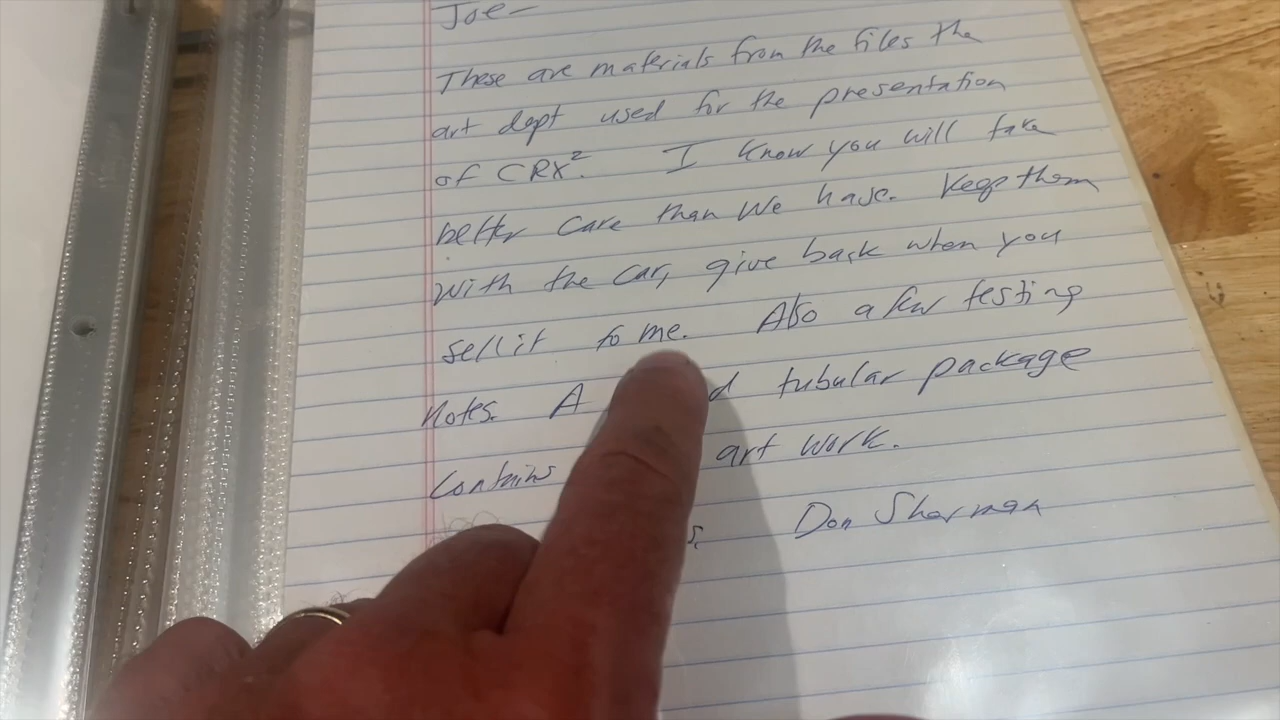 Joe-
These are materials from the files the
art dept used for the presentation
of CRX². I know you will take
better care than we have. Keep them
with the car, give back when you
sell it to me. Also a few testing
notes. A tubular package
contains art work.
Don Sherman